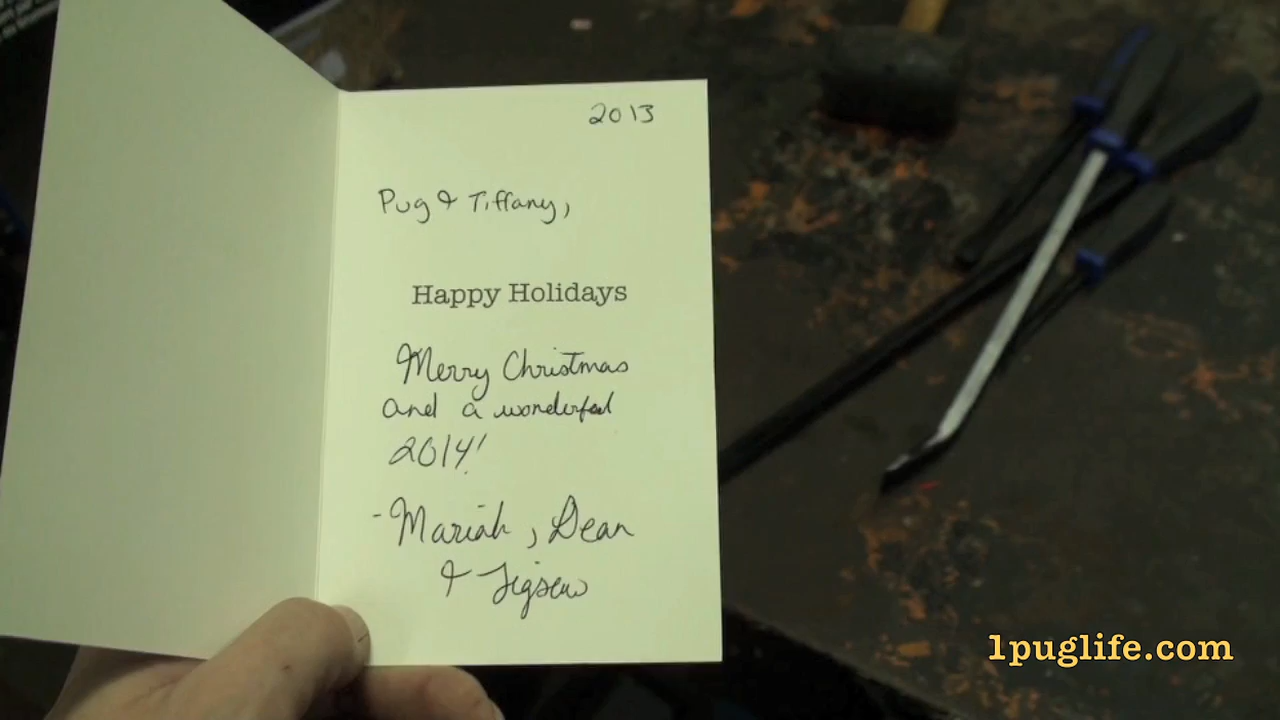 2013
Pug & Tiffany,
Happy Holidays
Merry Christmas
and a wonderful
2014!
- Mariah, Dean
& Jigsaw
1puglife.com